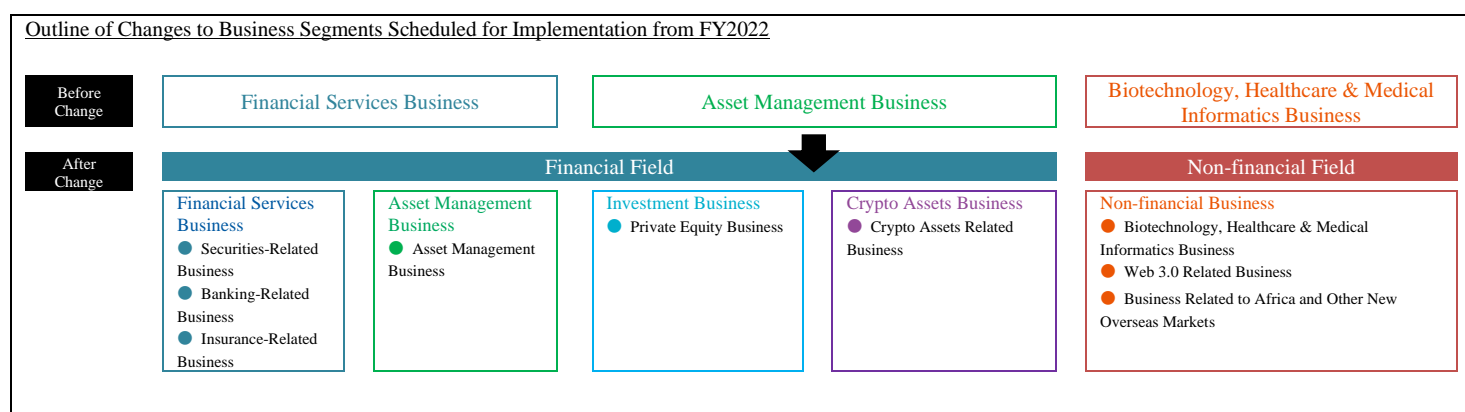 Outline of Changes to Business Segments Scheduled for Implementation from FY2022
Before
Change
Financial Services Business
Asset Management Business
Biotechnology, Healthcare & Medical
Informatics Business
After
Change
Financial Field
Non-financial Field
Financial Services
Business
● Securities-Related
Business
● Banking-Related
Business
● Insurance-Related
Business
Asset Management
Business
● Asset Management
Business
Investment Business
● Private Equity Business
Crypto Assets Business
● Crypto Assets Related
Business
Non-financial Business
● Biotechnology, Healthcare & Medical
Informatics Business
● Web 3.0 Related Business
● Business Related to Africa and Other New
Overseas Markets